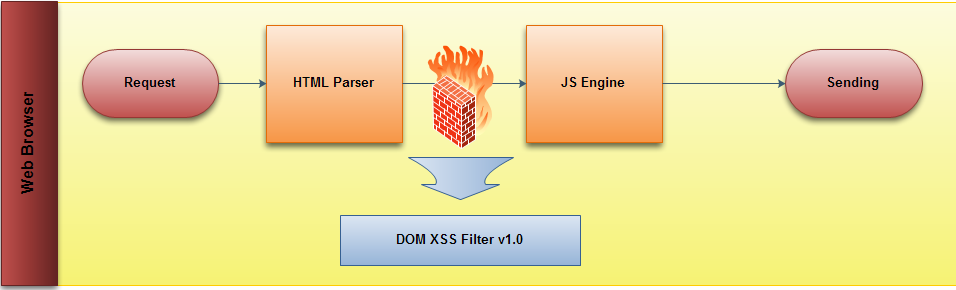 Web Browser
Request
HTML Parser
JS Engine
Sending
DOM XSS Filter v1.0